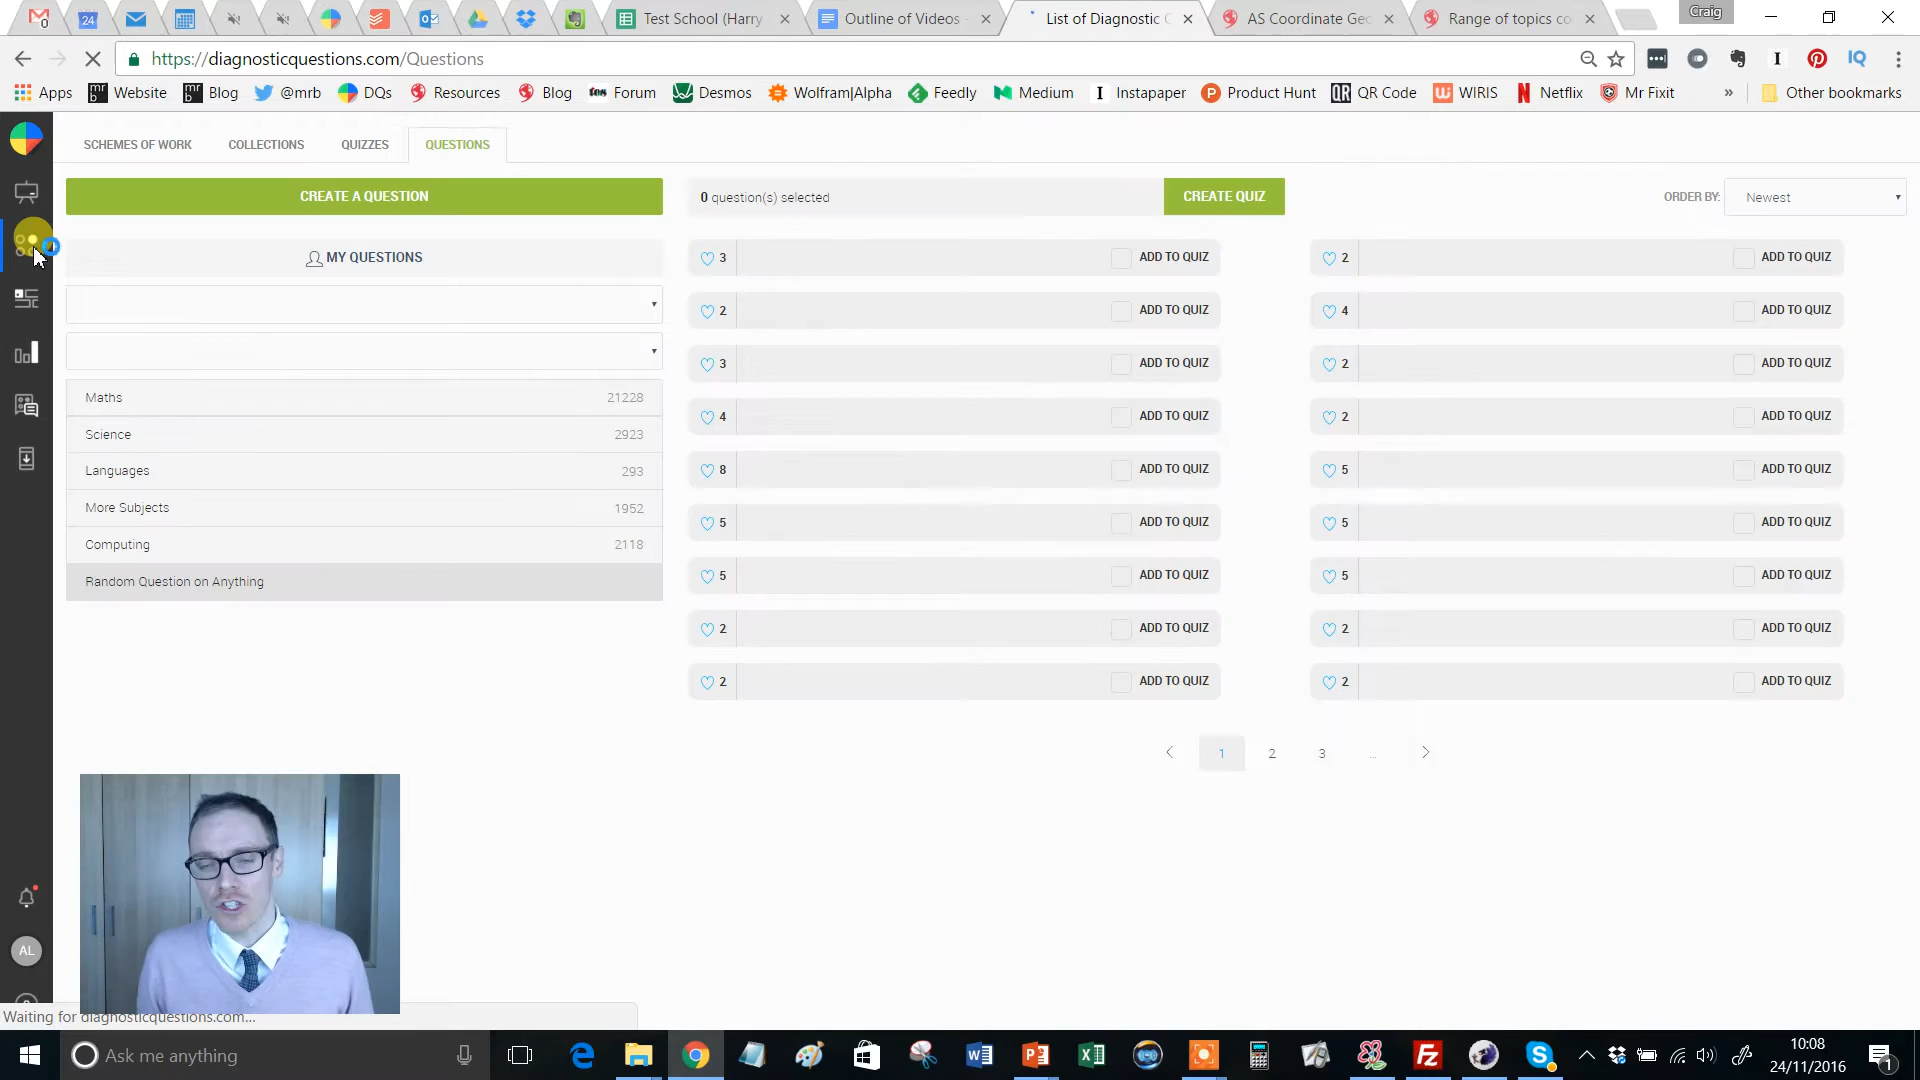 0
24
Test School (Harry
Outline of Videos -
List of Diagnostic
AS Coordinate Geo
Range of topics co
Craig
https://diagnosticquestions.com/Questions
Apps
mr b Website
mr b Blog
@mrb
DQs
Resources
Blog
tes Forum
Desmos
Wolfram|Alpha
Feedly
Medium
Instapaper
Product Hunt
QR Code
WIRIS
Netflix
Mr Fixit
»
Other bookmarks
SCHEMES OF WORK
COLLECTIONS
QUIZZES
QUESTIONS
CREATE A QUESTION
0 question(s) selected
CREATE QUIZ
ORDER BY:
Newest
MY QUESTIONS
Maths 21228
Science 2923
Languages 293
More Subjects 1952
Computing 2118
Random Question on Anything
3 ADD TO QUIZ
2 ADD TO QUIZ
2 ADD TO QUIZ
4 ADD TO QUIZ
3 ADD TO QUIZ
2 ADD TO QUIZ
4 ADD TO QUIZ
2 ADD TO QUIZ
8 ADD TO QUIZ
5 ADD TO QUIZ
5 ADD TO QUIZ
5 ADD TO QUIZ
5 ADD TO QUIZ
5 ADD TO QUIZ
2 ADD TO QUIZ
2 ADD TO QUIZ
2 ADD TO QUIZ
2 ADD TO QUIZ
1 2 3 ...
AL
Waiting for diagnosticquestions.com...
Ask me anything
10:08
24/11/2016
1